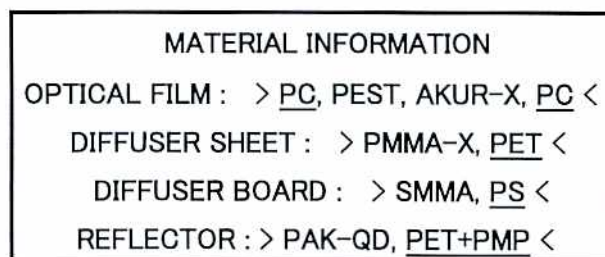 MATERIAL INFORMATION
OPTICAL FILM : > PC, PEST, AKUR-X, PC <
DIFFUSER SHEET : > PMMA-X, PET <
DIFFUSER BOARD : > SMMA, PS <
REFLECTOR : > PAK-QD, PET+PMP <